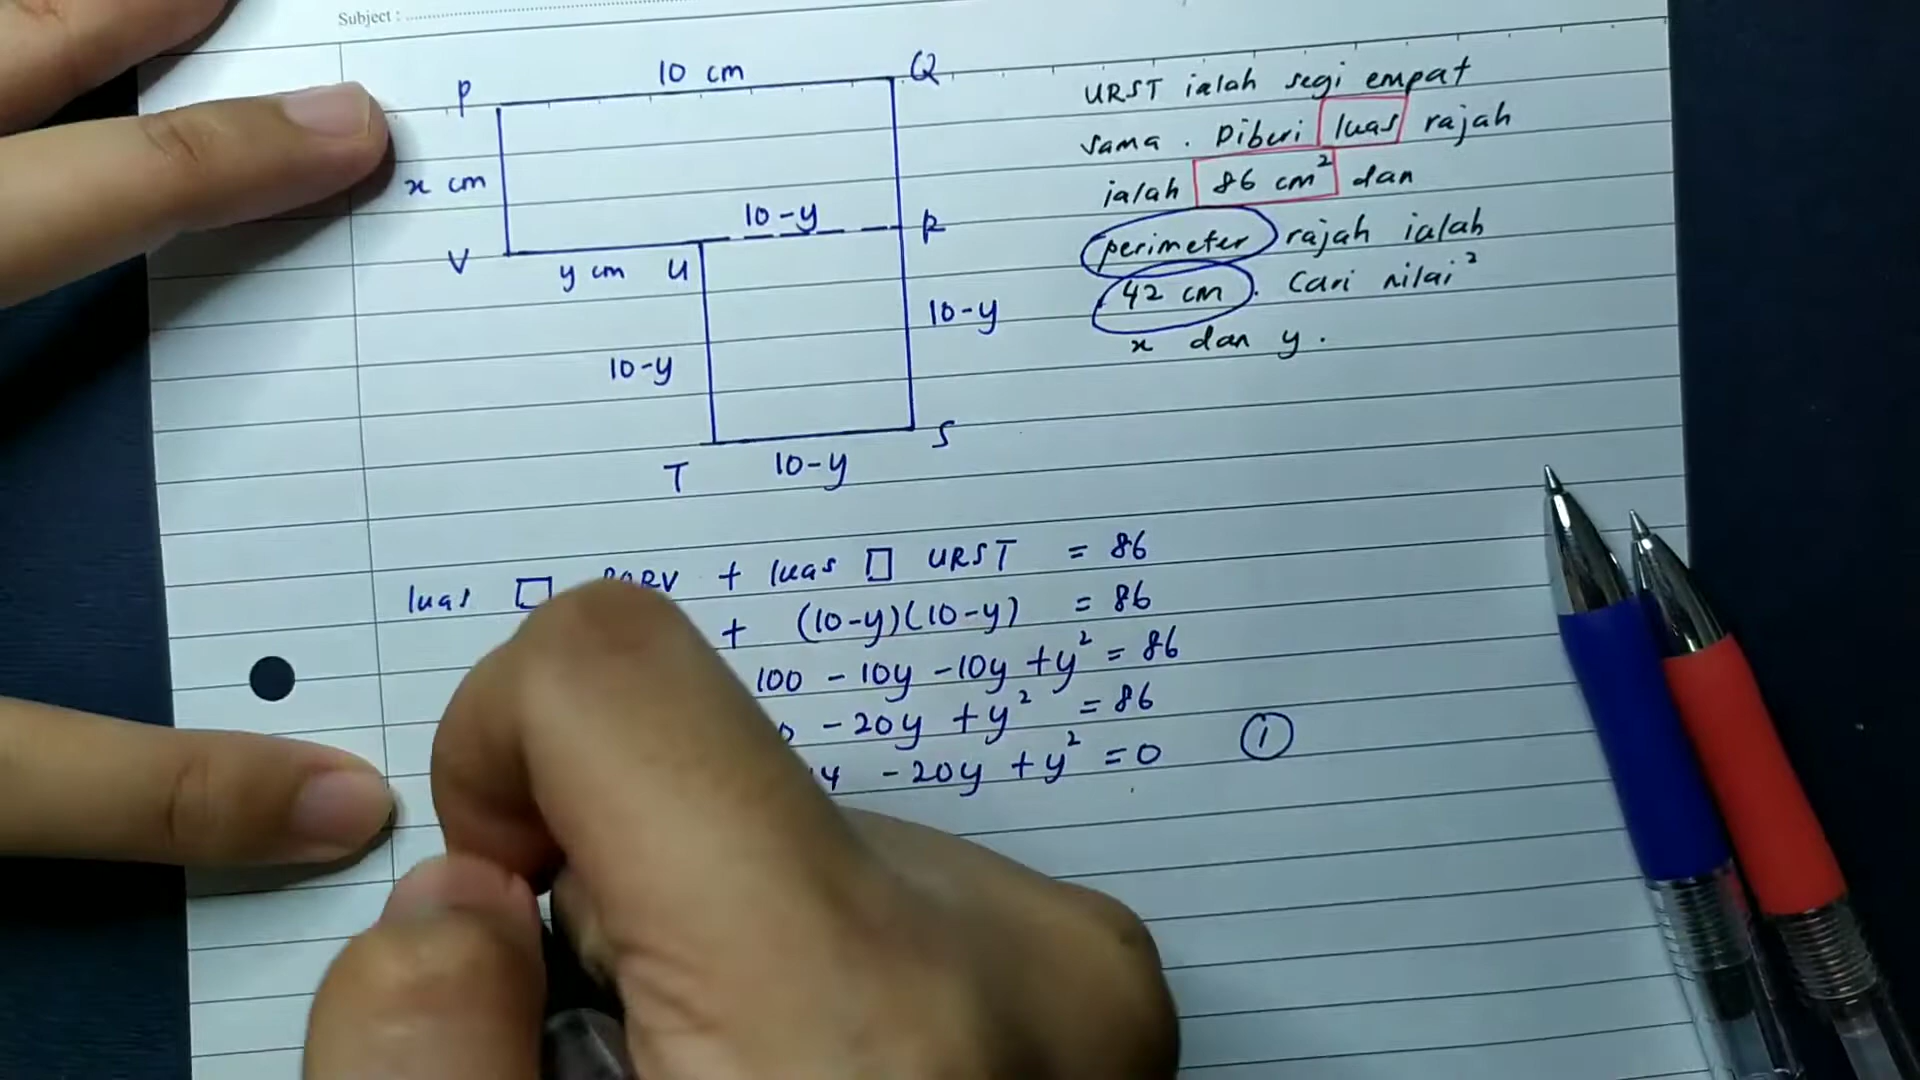 Subject :
10 cm
P
Q
x cm
10-y
R
V
y cm
U
10-y
10-y
T
10-y
S
URST ialah segi empat
sama . Diberi luas rajah
ialah 86 cm² dan
perimeter rajah ialah
42 cm . Cari nilai²
x dan y .
luas □ PQRV + luas □ URST = 86
+ (10-y)(10-y) = 86
100 - 10y - 10y + y² = 86
- 20y + y² = 86
- 20y + y² = 0 ①